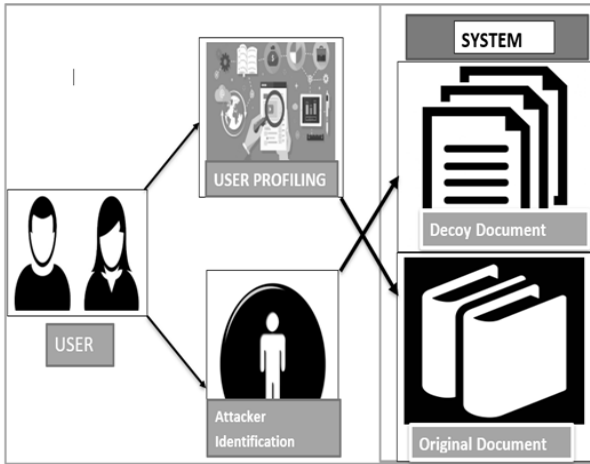 SYSTEM
USER PROFILING
Decoy Document
USER
Attacker
Identification
Original Document